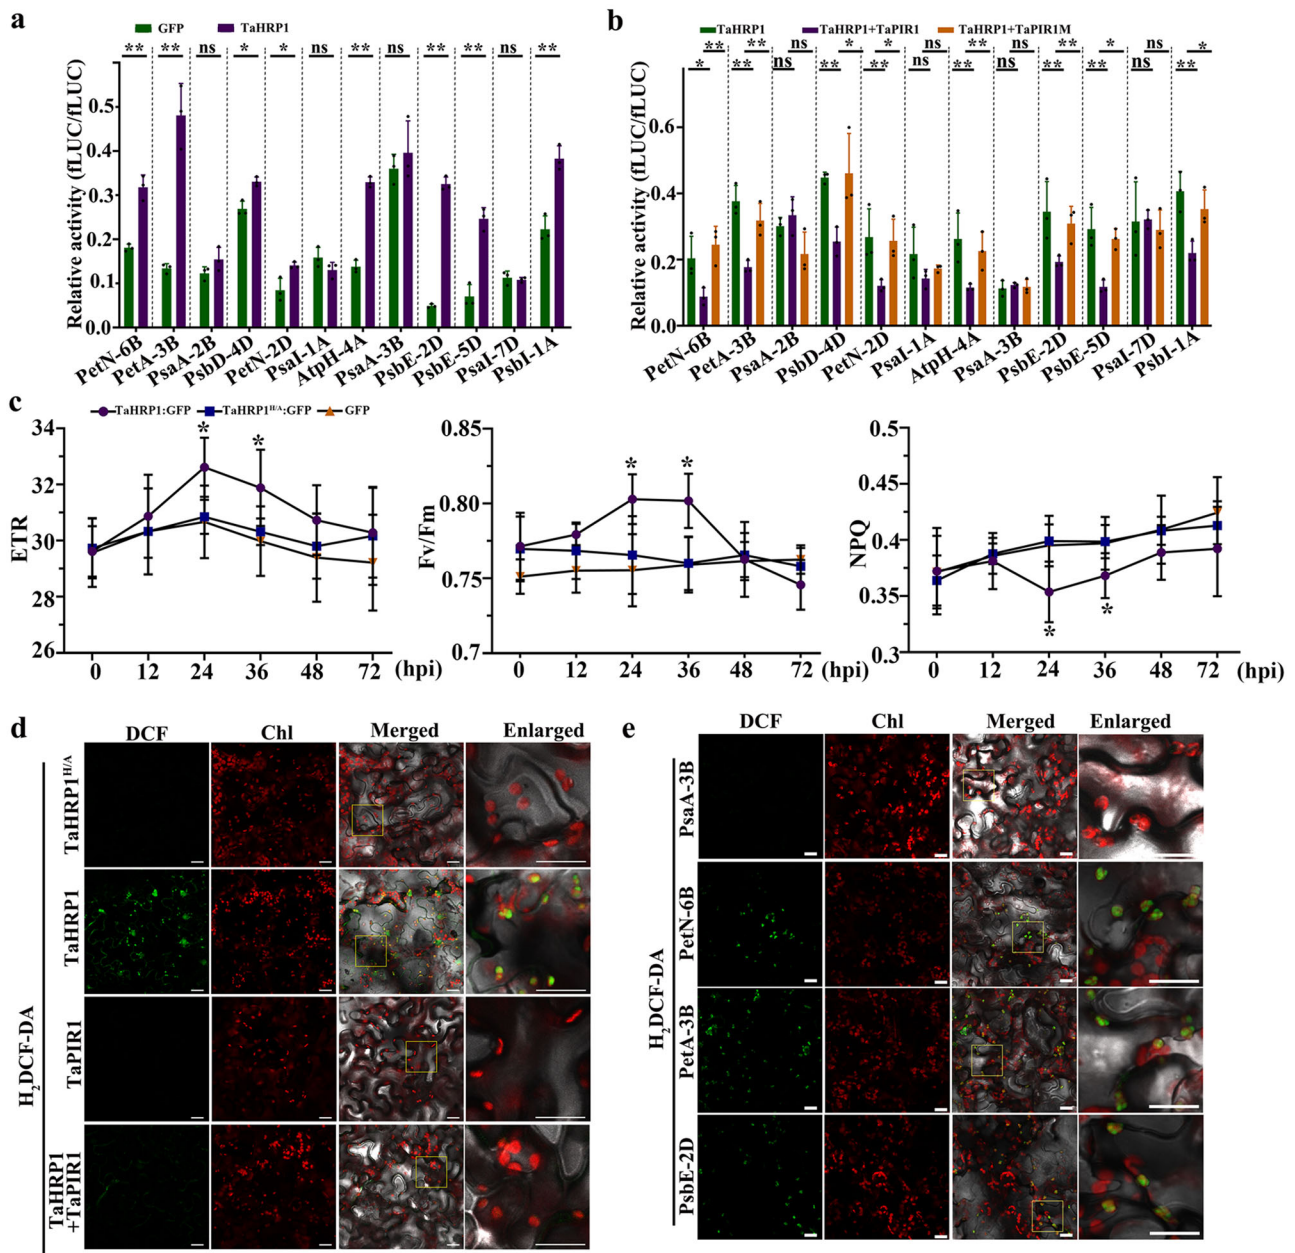 a
GFP TaHRP1
** ** ns * * ns ** ns ** ** ns **
Relative activity (fLUC/fLUC)
0.5
0.4
0.3
0.2
0.1
0.0
PetN-6B PetA-3B PsaA-2B PsbD-4D PetN-2D PsaI-1A AtpH-4A PsaA-3B PsbE-2D PsbE-5D PsaI-7D PsbI-1A
b
TaHRP1 TaHRP1+TaPIR1 TaHRP1+TaPIR1M
** ** ns * * ns ** ns ** * ns *
* ** ns ** ** ns ** ns ** ** ns **
Relative activity (fLUC/fLUC)
0.6
0.4
0.2
0.0
PetN-6B PetA-3B PsaA-2B PsbD-4D PetN-2D PsaI-1A AtpH-4A PsaA-3B PsbE-2D PsbE-5D PsaI-7D PsbI-1A
c
TaHRP1:GFP TaHRP1H/A:GFP GFP
ETR
34
32
30
28
26
* *
0 12 24 36 48 72 (hpi)
Fv/Fm
0.85
0.80
0.75
0.7
* *
0 12 24 36 48 72 (hpi)
NPQ
0.5
0.45
0.4
0.35
0.3
* *
0 12 24 36 48 72 (hpi)
d
DCF Chl Merged Enlarged
H2DCF-DA
TaHRP1H/A
TaHRP1
TaPIR1
TaHRP1
+TaPIR1
e
DCF Chl Merged Enlarged
H2DCF-DA
PsaA-3B
PetN-6B
PetA-3B
PsbE-2D